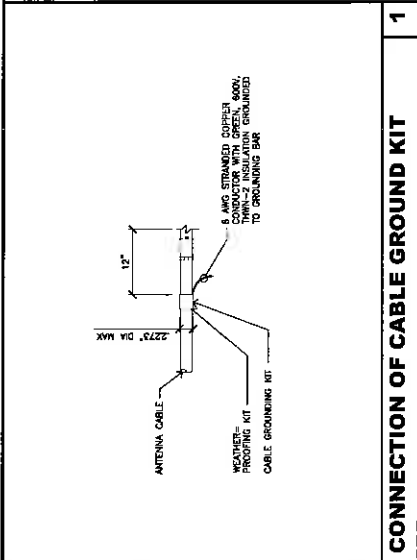 12"
2273" DIA MAX
ANTENNA CABLE
6 AWG STRANDED COPPER
CONDUCTOR WITH GREEN, 600V,
THWN-2 INSULATION GROUNDED
TO GROUNDING BAR
WEATHER-
PROOFING KIT
CABLE GROUNDING KIT
CONNECTION OF CABLE GROUND KIT
1